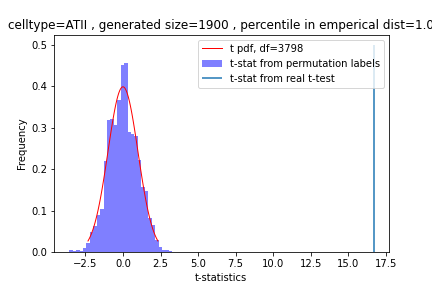 celltype=ATII , generated size=1900 , percentile in emperical dist=1.0
t pdf, df=3798
t-stat from permutation labels
t-stat from real t-test
Frequency
0.5
0.4
0.3
0.2
0.1
0.0
−2.5 0.0 2.5 5.0 7.5 10.0 12.5 15.0 17.5
t-statistics